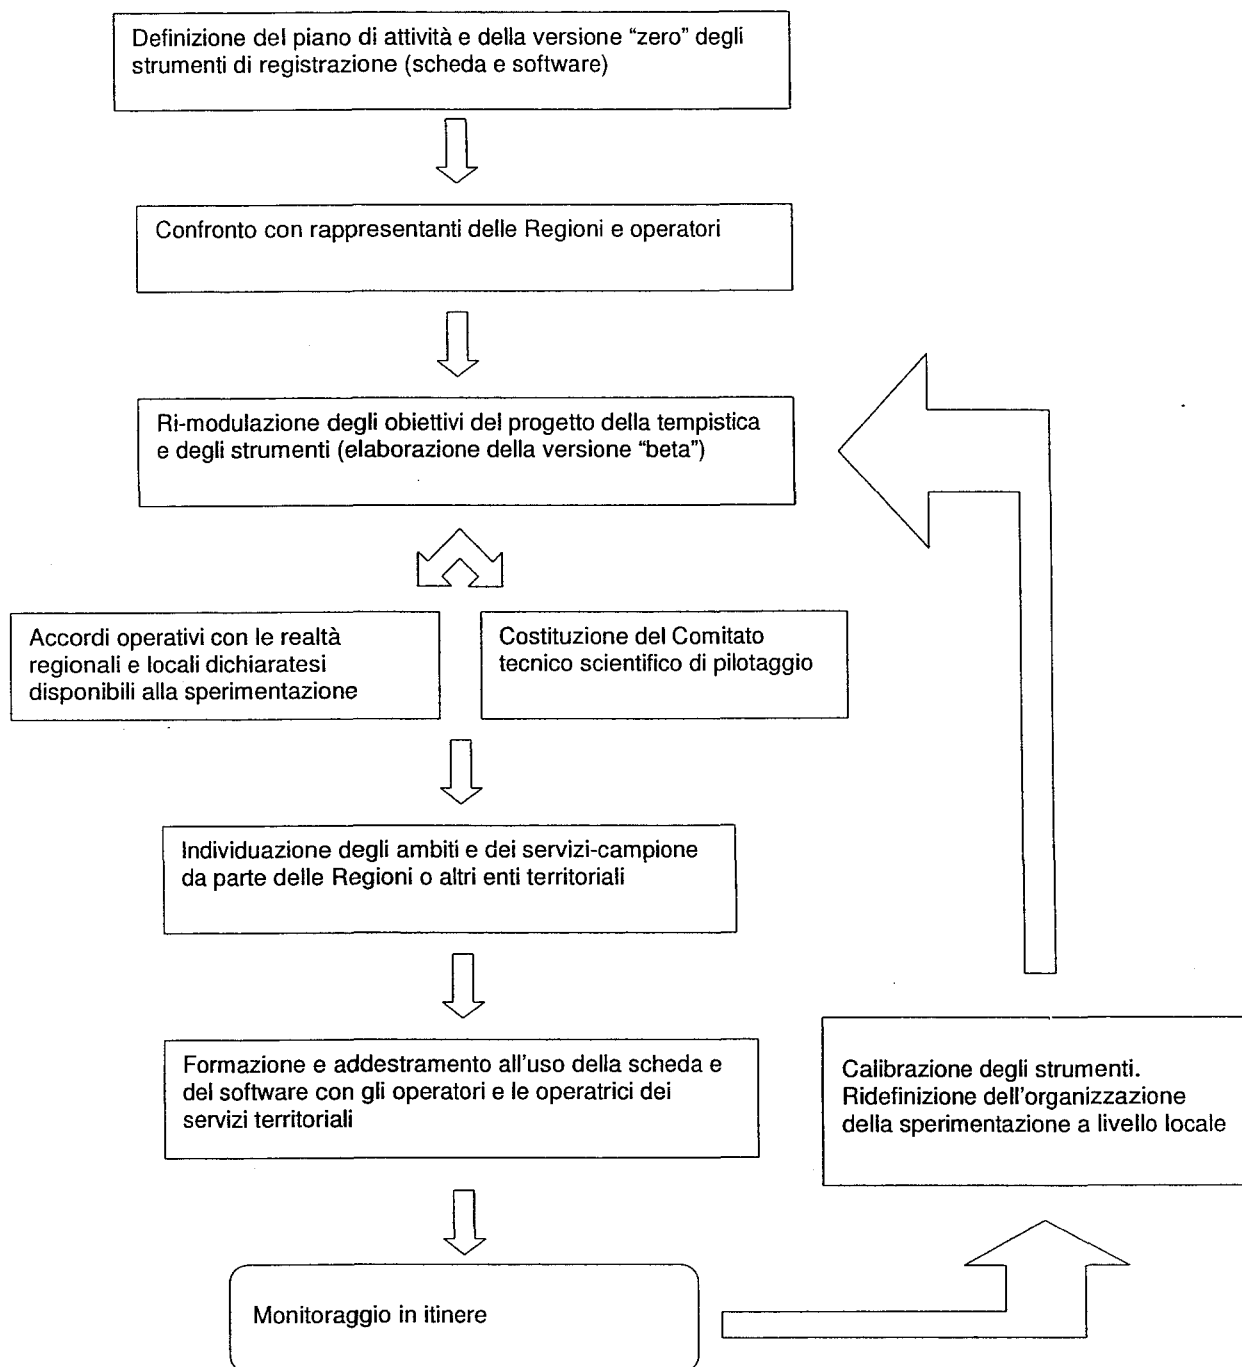 Definizione del piano di attività e della versione “zero” degli
strumenti di registrazione (scheda e software)
Confronto con rappresentanti delle Regioni e operatori
Ri-modulazione degli obiettivi del progetto della tempistica
e degli strumenti (elaborazione della versione “beta”)
Accordi operativi con le realtà
regionali e locali dichiaratesi
disponibili alla sperimentazione
Costituzione del Comitato
tecnico scientifico di pilotaggio
Individuazione degli ambiti e dei servizi-campione
da parte delle Regioni o altri enti territoriali
Formazione e addestramento all'uso della scheda e
del software con gli operatori e le operatrici dei
servizi territoriali
Calibrazione degli strumenti.
Ridefinizione dell'organizzazione
della sperimentazione a livello locale
Monitoraggio in itinere